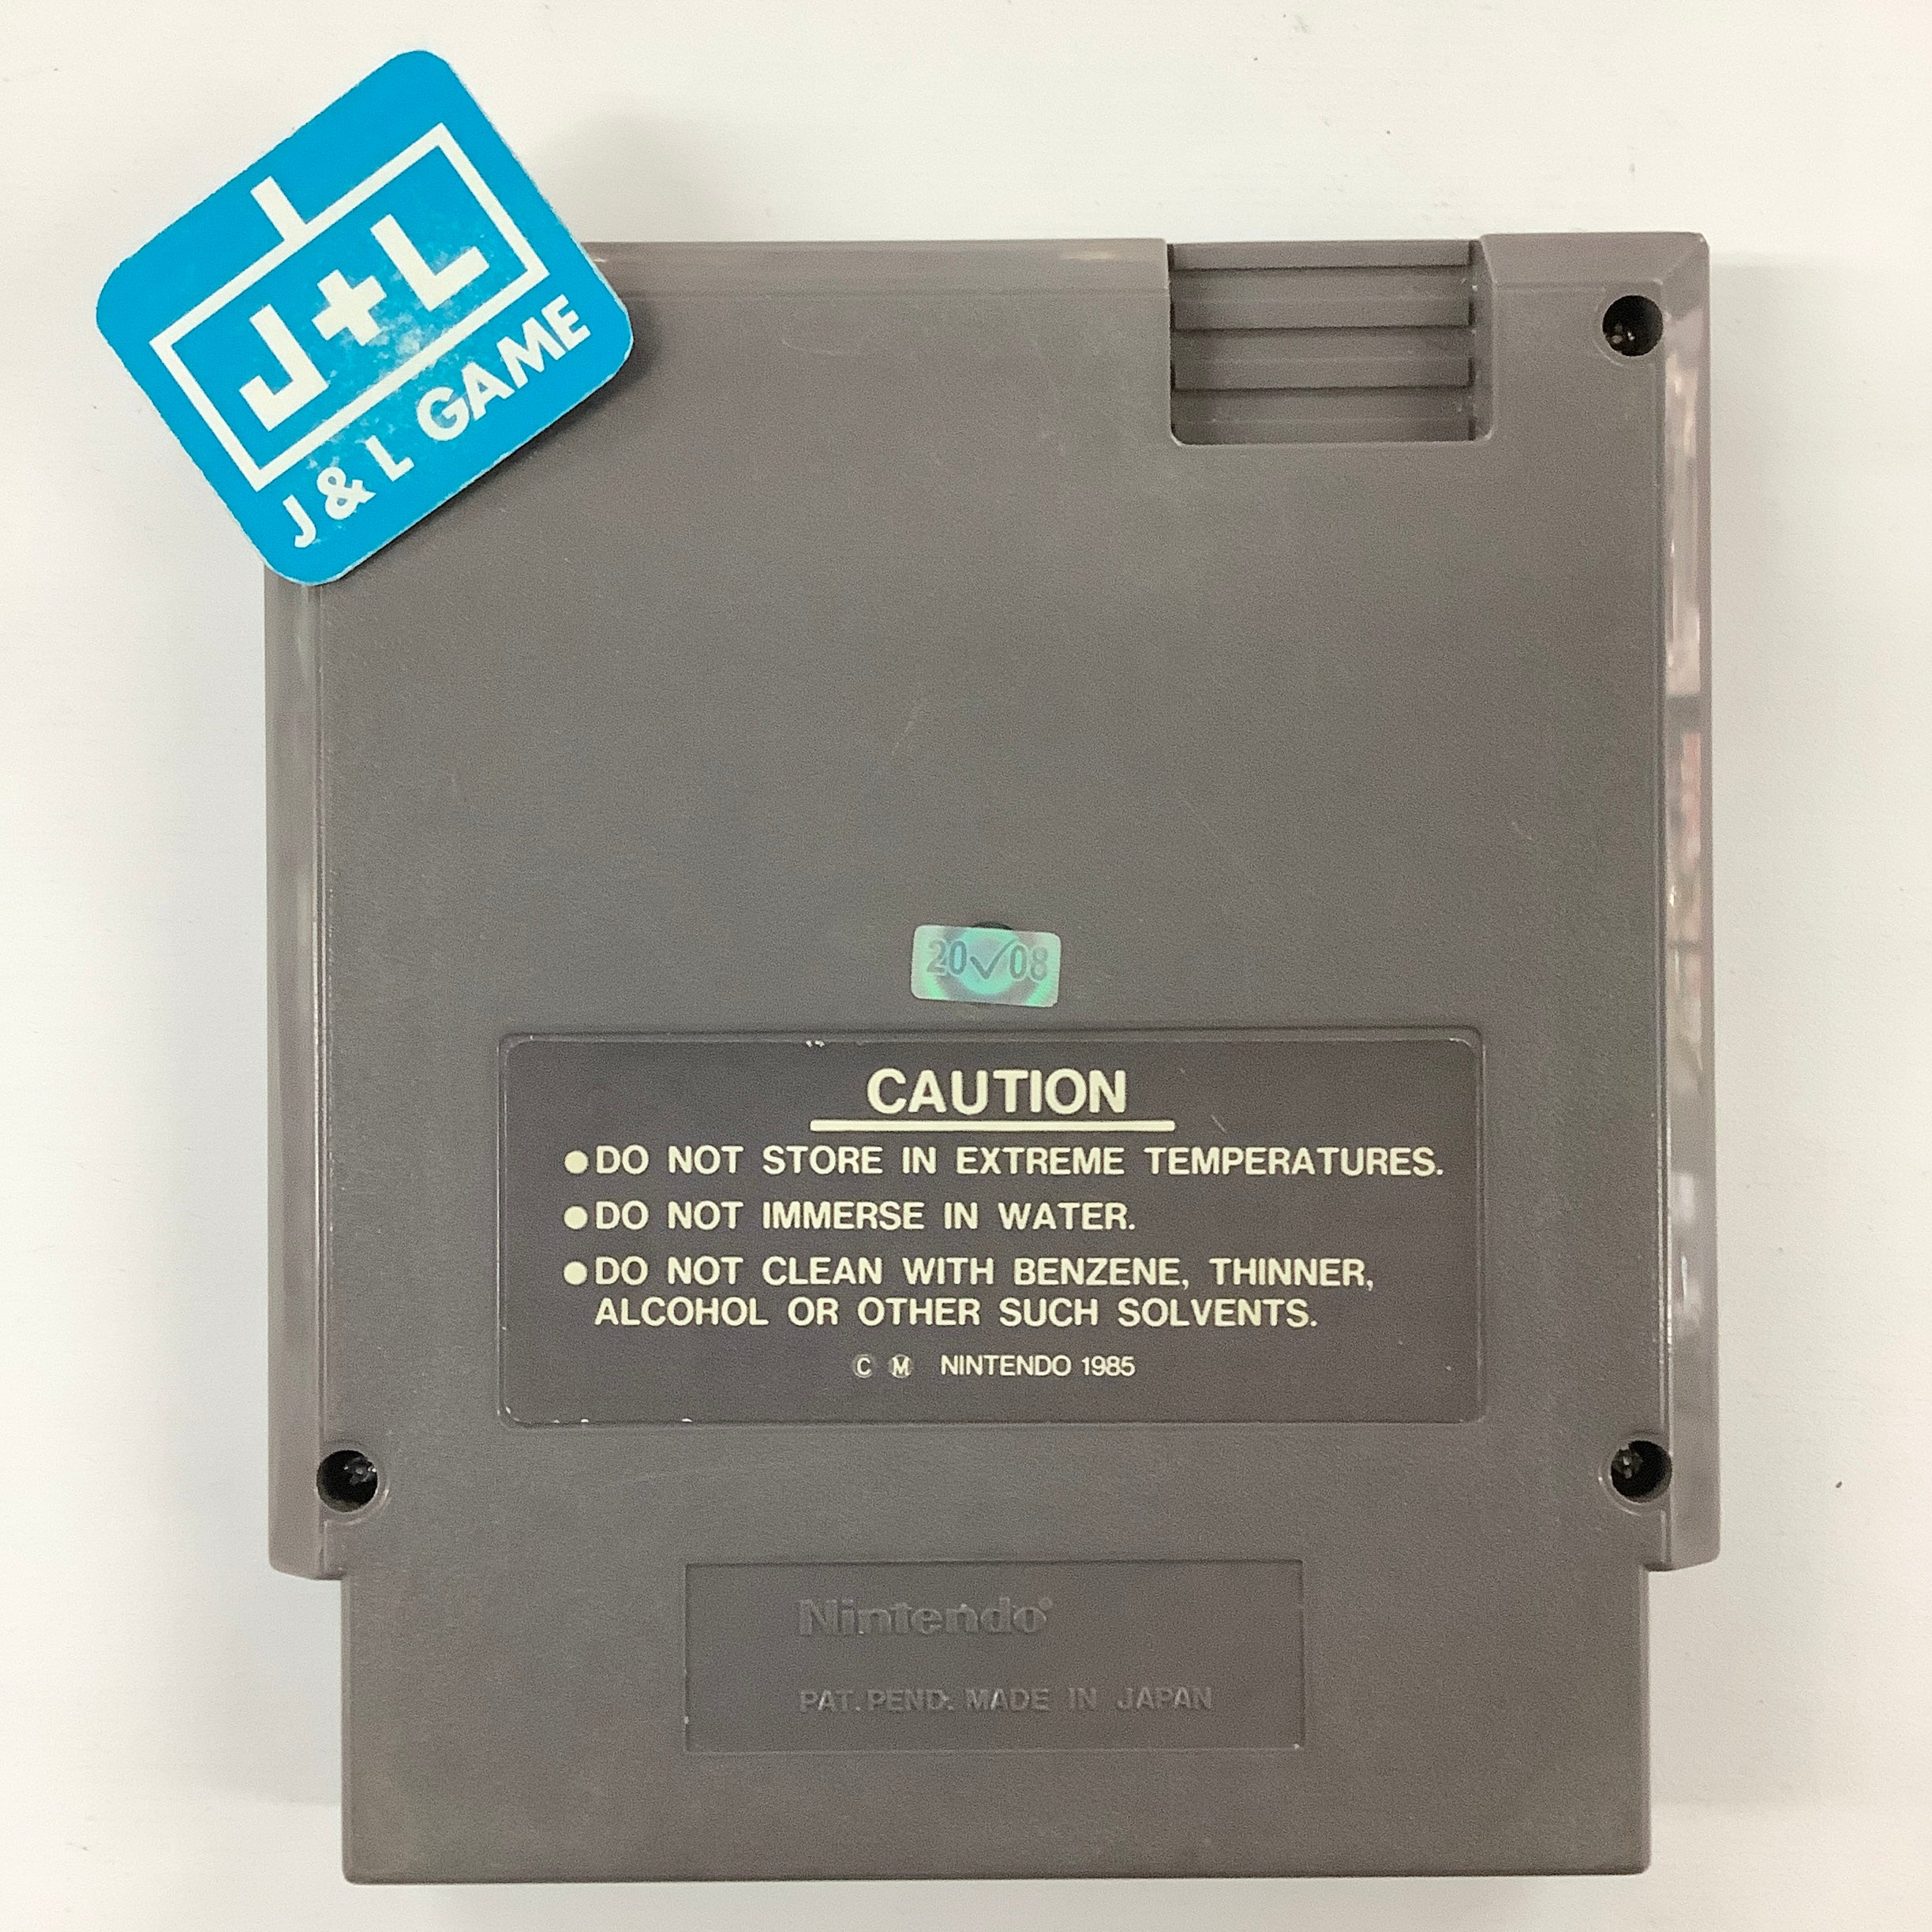 J+L
J & L GAME
20✓08
CAUTION
●DO NOT STORE IN EXTREME TEMPERATURES.
●DO NOT IMMERSE IN WATER.
●DO NOT CLEAN WITH BENZENE, THINNER,
ALCOHOL OR OTHER SUCH SOLVENTS.
Ⓒ Ⓜ NINTENDO 1985
Nintendo®
PAT. PEND. MADE IN JAPAN